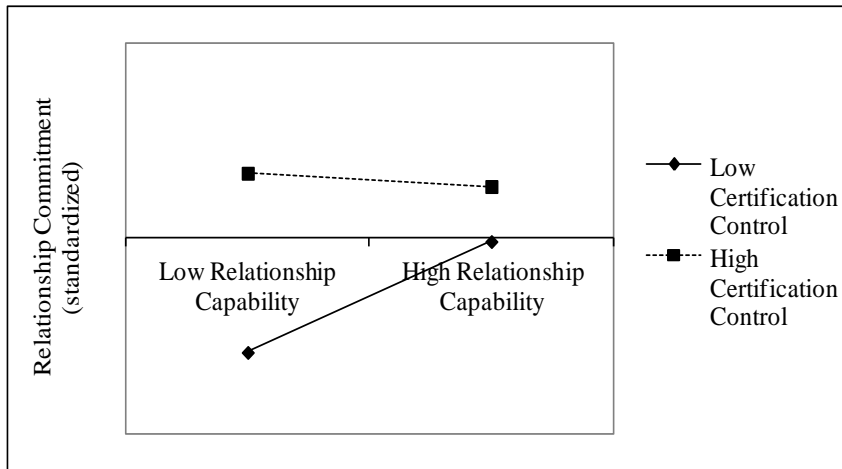 Relationship Commitment
(standardized)
Low Relationship
Capability
High Relationship
Capability
Low
Certification
Control
High
Certification
Control